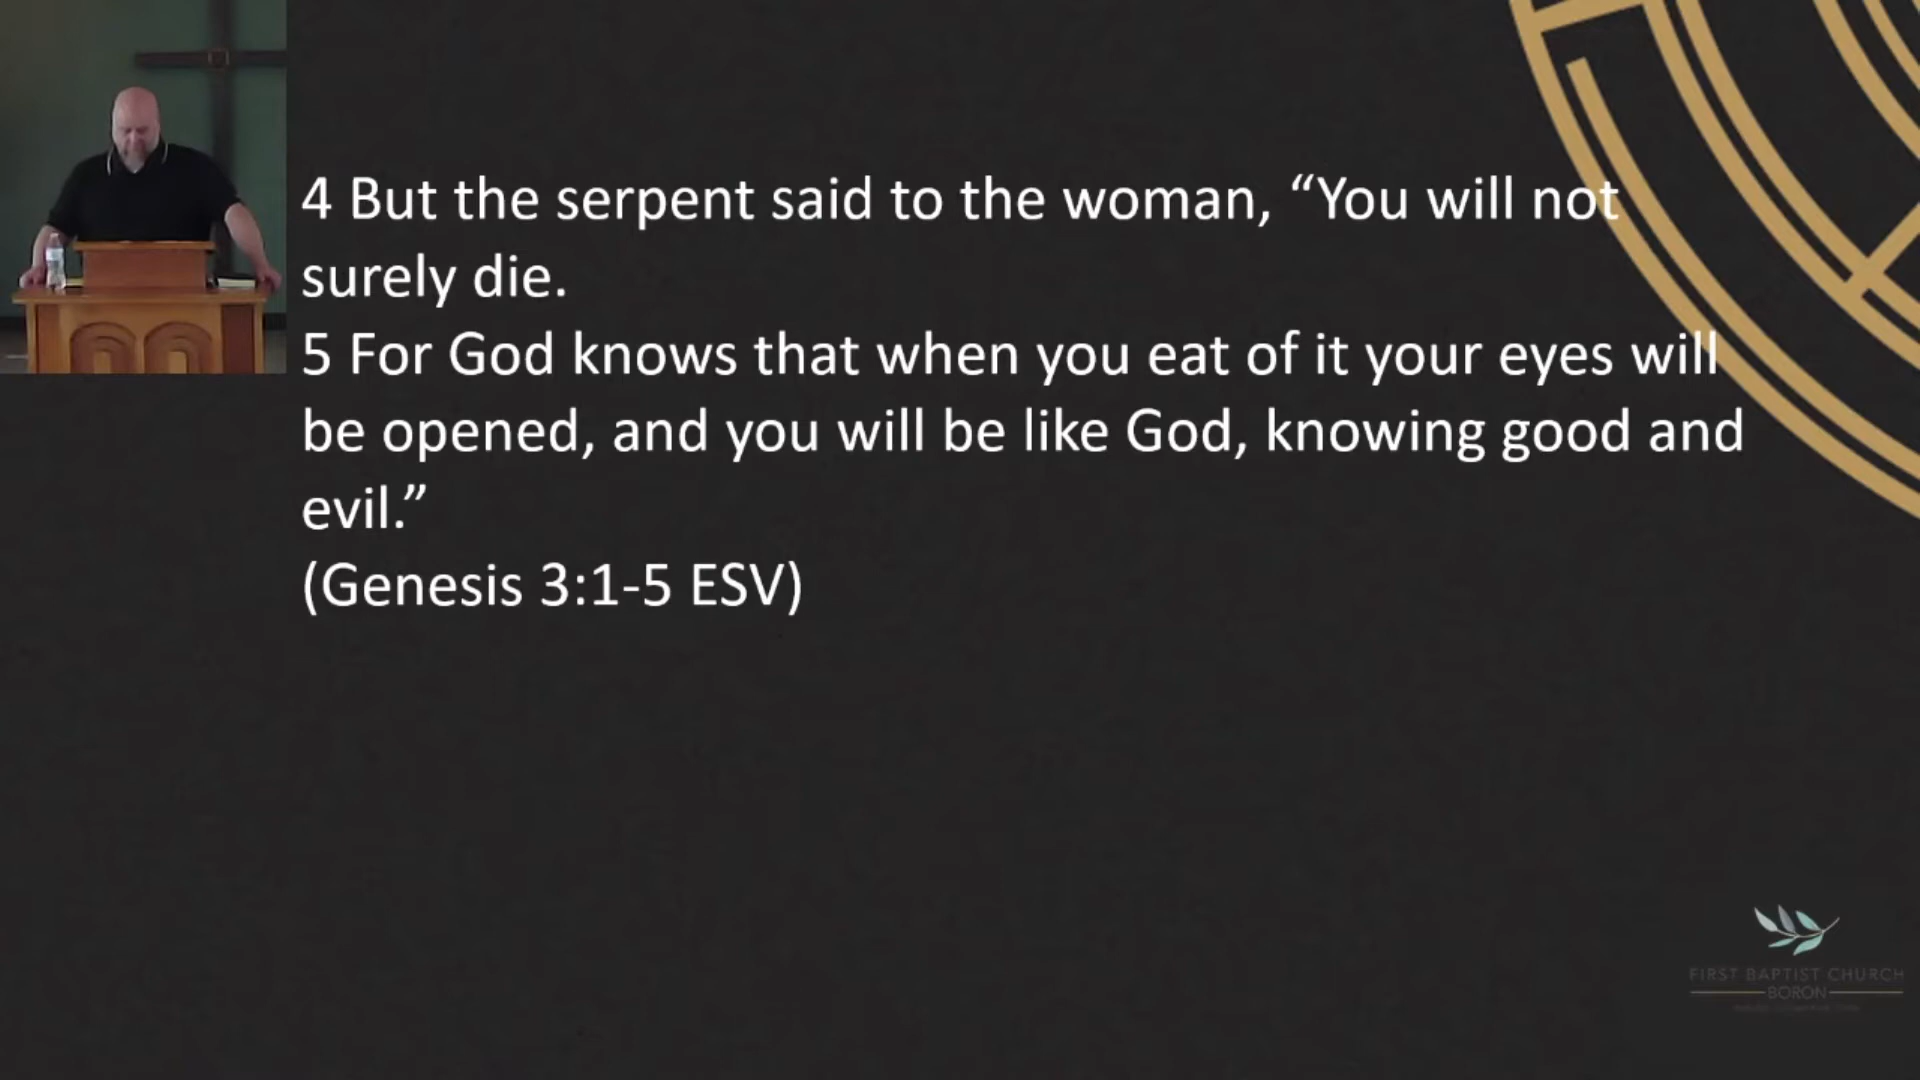 4 But the serpent said to the woman, “You will not
surely die.
5 For God knows that when you eat of it your eyes will
be opened, and you will be like God, knowing good and
evil.”
(Genesis 3:1-5 ESV)
FIRST BAPTIST CHURCH
BORON